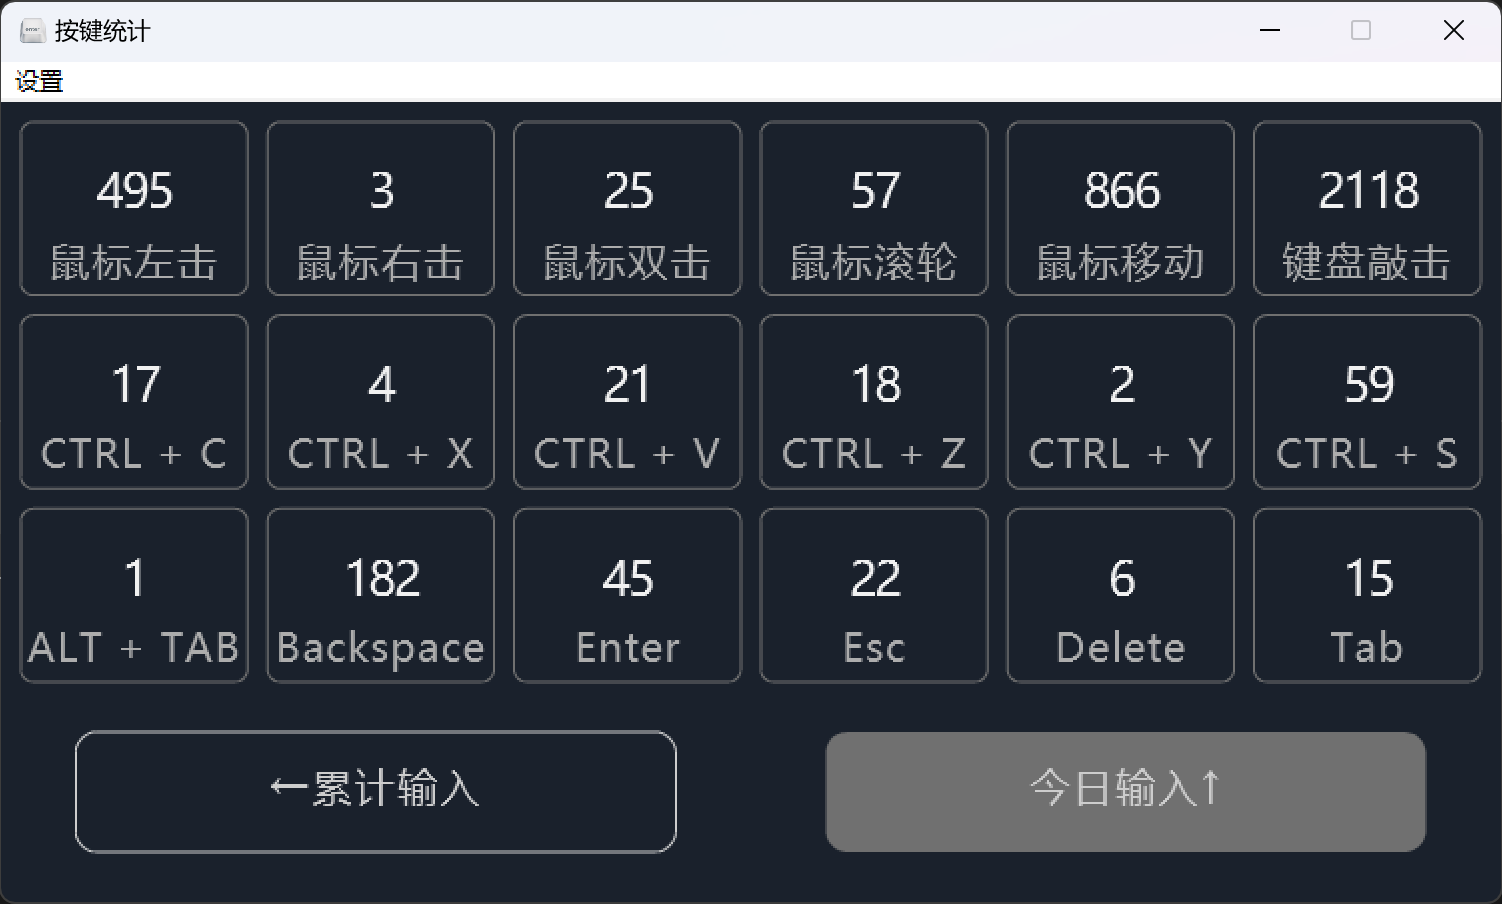 按键统计
设置
495 3 25 57 866 2118
鼠标左击 鼠标右击 鼠标双击 鼠标滚轮 鼠标移动 键盘敲击
17 4 21 18 2 59
CTRL + C CTRL + X CTRL + V CTRL + Z CTRL + Y CTRL + S
1 182 45 22 6 15
ALT + TAB Backspace Enter Esc Delete Tab
←累计输入 今日输入↑